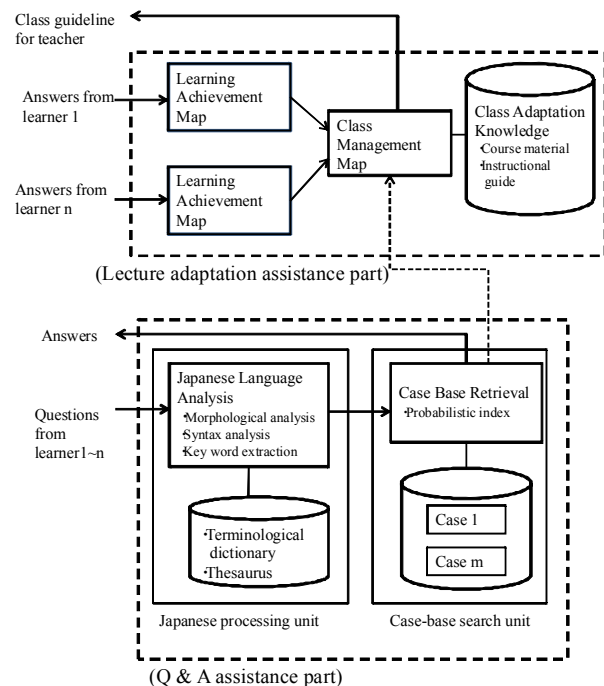 Class guideline
for teacher
Answers from
learner 1
Learning
Achievement
Map
Answers from
learner n
Learning
Achievement
Map
Class
Management
Map
Class Adaptation
Knowledge
・Course material
・Instructional
guide
(Lecture adaptation assistance part)
Answers
Questions
from
learner1~n
Japanese Language
Analysis
・Morphological analysis
・Syntax analysis
・Key word extraction
・Terminological
dictionary
・Thesaurus
Japanese processing unit
Case Base Retrieval
・Probabilistic index
Case 1
Case m
Case-base search unit
(Q & A assistance part)